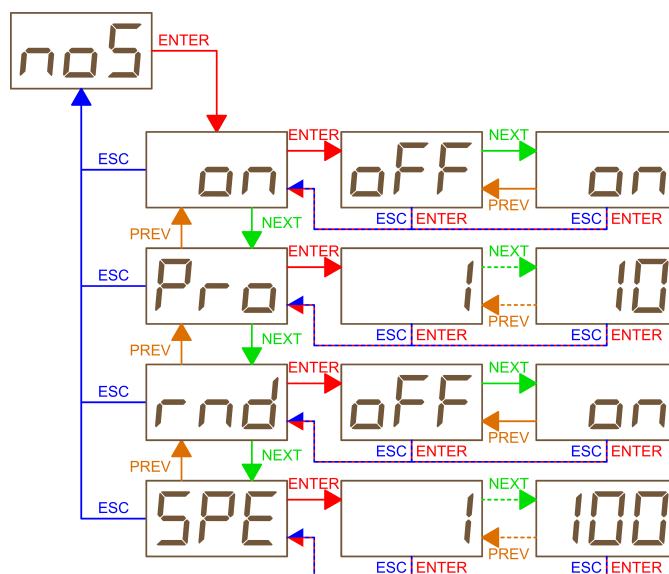 noS
ENTER
ESC on ENTER oFF NEXT PREV on
ESC ENTER ESC ENTER
PREV NEXT
ESC Pro ENTER 1 NEXT PREV 10
ESC ENTER ESC ENTER
PREV NEXT
ESC rnd ENTER oFF NEXT PREV on
ESC ENTER ESC ENTER
PREV NEXT
ESC SPE ENTER 1 NEXT PREV 100
ESC ENTER ESC ENTER